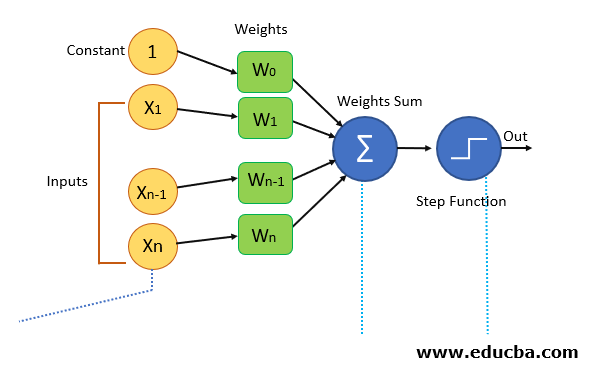 Weights
Constant
1
W0
X1
W1
Weights Sum
Σ
Out
Inputs
Xn-1
Wn-1
Step Function
Xn
Wn
www.educba.com